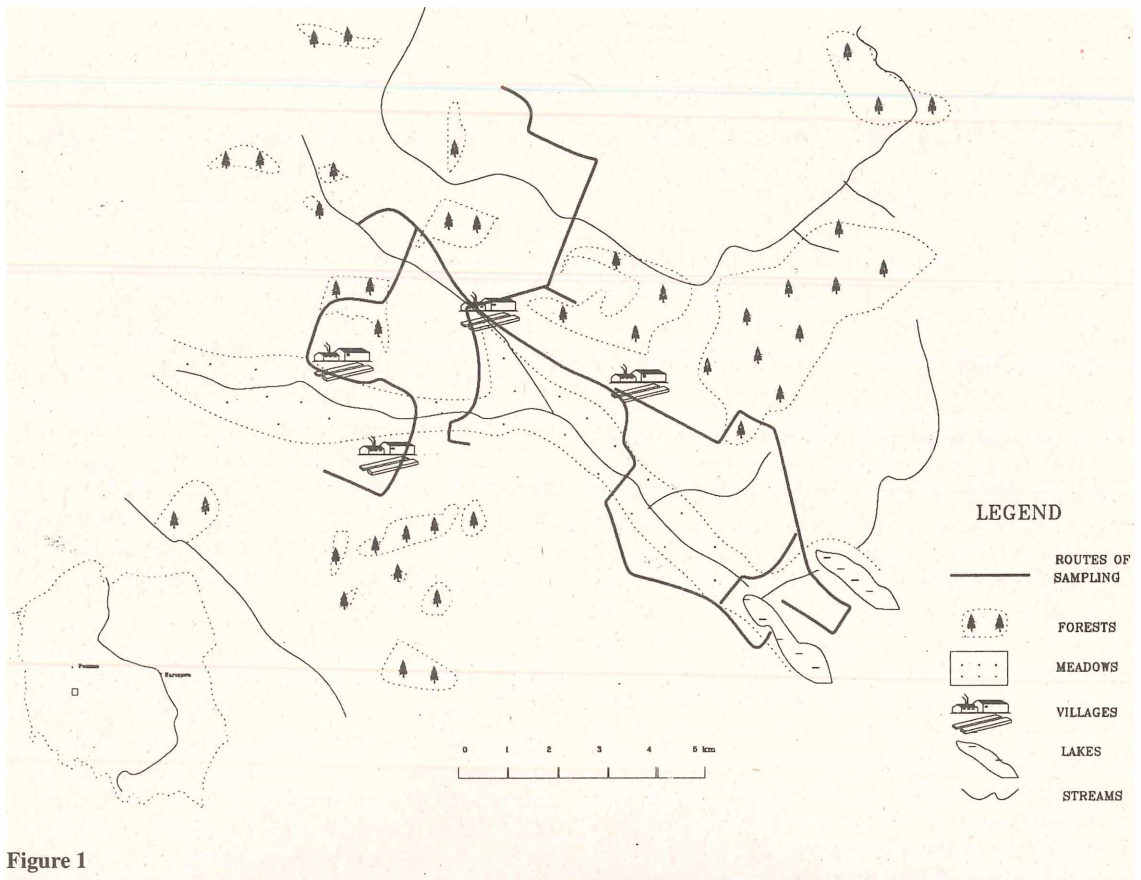 LEGEND
ROUTES OF
SAMPLING
FORESTS
MEADOWS
VILLAGES
LAKES
STREAMS
0 1 2 3 4 5 km
Figure 1